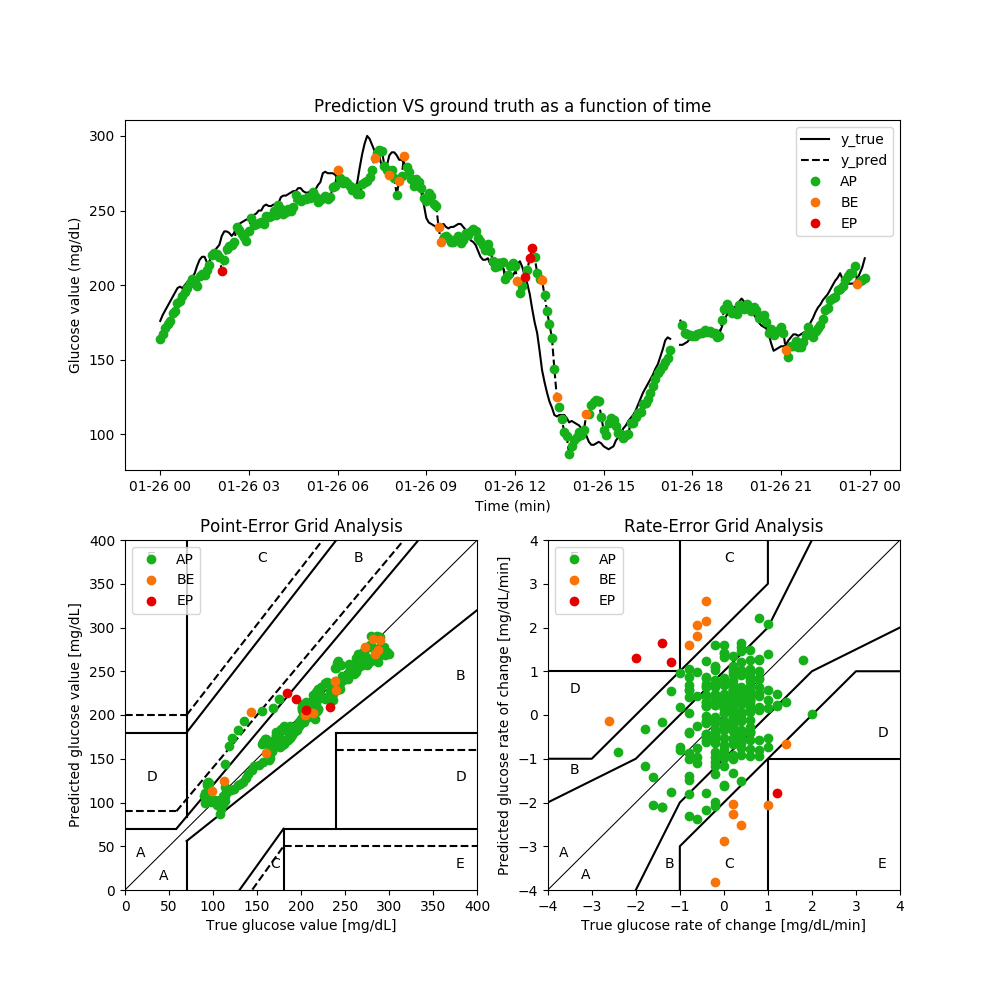 Prediction VS ground truth as a function of time
Glucose value (mg/dL)
300
250
200
150
100
y_true
y_pred
AP
BE
EP
01-26 00 01-26 03 01-26 06 01-26 09 01-26 12 01-26 15 01-26 18 01-26 21 01-27 00
Time (min)
Point-Error Grid Analysis
Predicted glucose value [mg/dL]
400
350
300
250
200
150
100
50
0
AP
BE
EP
C
B
B
D
D
A
A
C
E
0 50 100 150 200 250 300 350 400
True glucose value [mg/dL]
Rate-Error Grid Analysis
Predicted glucose rate of change [mg/dL/min]
4
3
2
1
0
−1
−2
−3
−4
AP
BE
EP
C
D
D
B
A
A
B
C
E
−4 −3 −2 −1 0 1 2 3 4
True glucose rate of change [mg/dL/min]